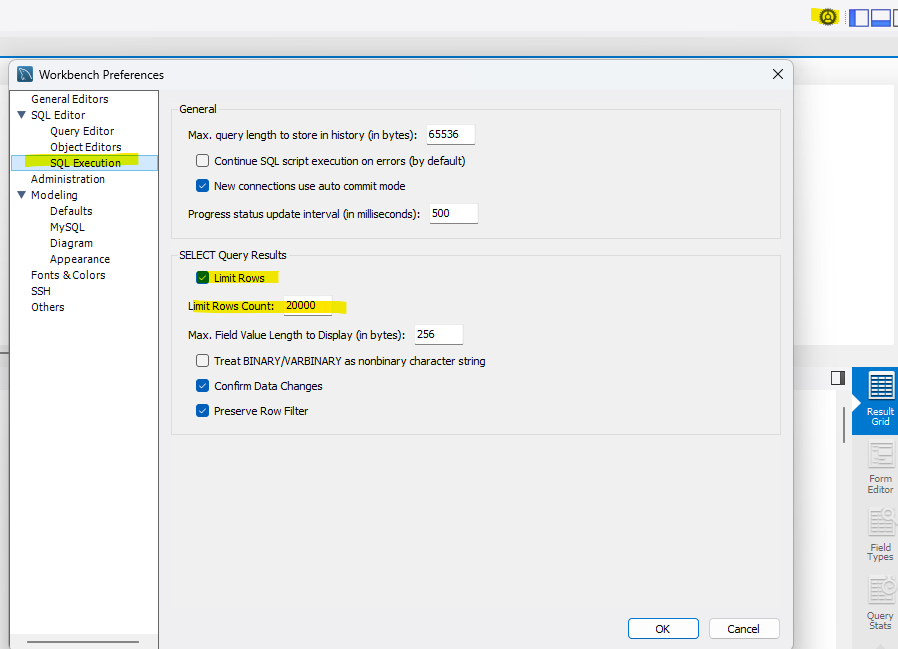 Workbench Preferences
General Editors
SQL Editor
Query Editor
Object Editors
SQL Execution
Administration
Modeling
Defaults
MySQL
Diagram
Appearance
Fonts & Colors
SSH
Others
General
Max. query length to store in history (in bytes): 65536
Continue SQL script execution on errors (by default)
New connections use auto commit mode
Progress status update interval (in milliseconds): 500
SELECT Query Results
Limit Rows
Limit Rows Count: 20000
Max. Field Value Length to Display (in bytes): 256
Treat BINARY/VARBINARY as nonbinary character string
Confirm Data Changes
Preserve Row Filter
OK Cancel
Result
Grid
Form
Editor
Field
Types
Query
Stats